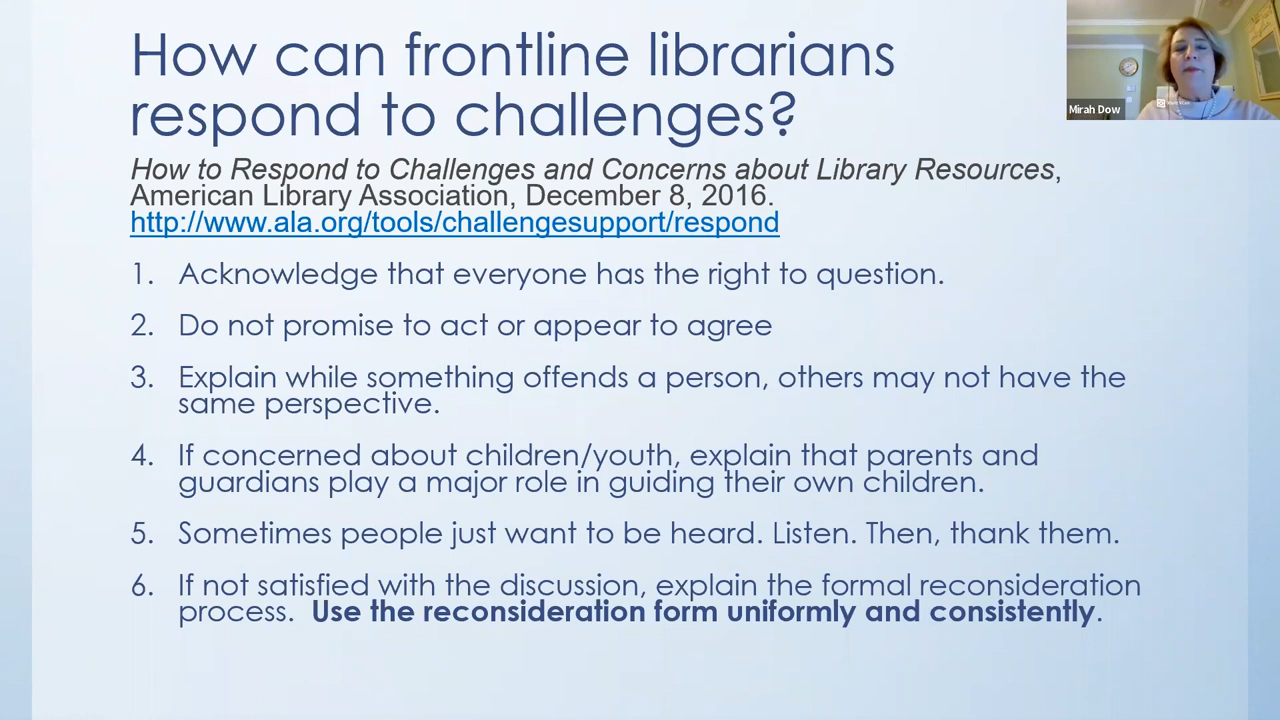 How can frontline librarians
respond to challenges?
How to Respond to Challenges and Concerns about Library Resources,
American Library Association, December 8, 2016.
http://www.ala.org/tools/challengesupport/respond
1. Acknowledge that everyone has the right to question.
2. Do not promise to act or appear to agree
3. Explain while something offends a person, others may not have the
same perspective.
4. If concerned about children/youth, explain that parents and
guardians play a major role in guiding their own children.
5. Sometimes people just want to be heard. Listen. Then, thank them.
6. If not satisfied with the discussion, explain the formal reconsideration
process. Use the reconsideration form uniformly and consistently.
Mirah Dow